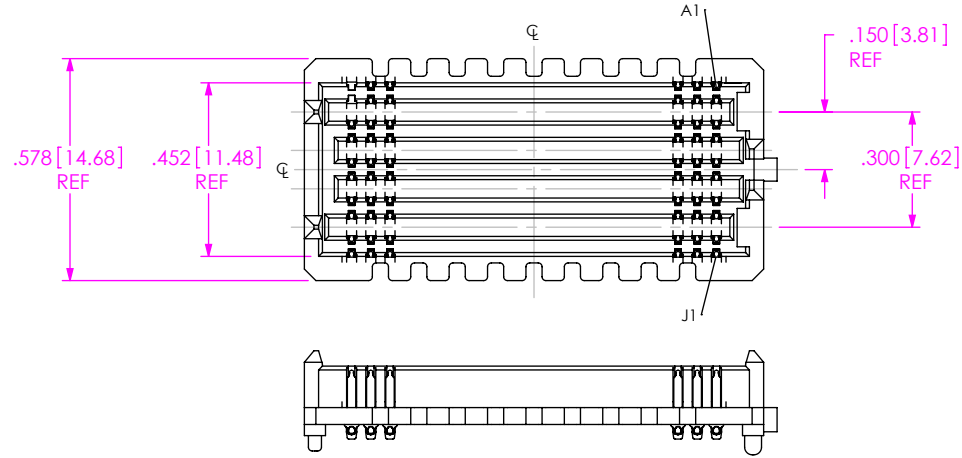 A1
℄
.150 [3.81]
REF
.578 [14.68]
REF
.452 [11.48]
REF
℄
.300 [7.62]
REF
J1